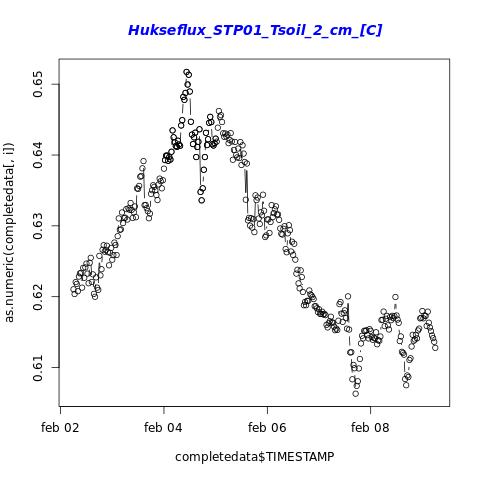 Hukseflux_STP01_Tsoil_2_cm_[C]
as.numeric(completedata[, i])
0.65
0.64
0.63
0.62
0.61
feb 02 feb 04 feb 06 feb 08
completedata$TIMESTAMP